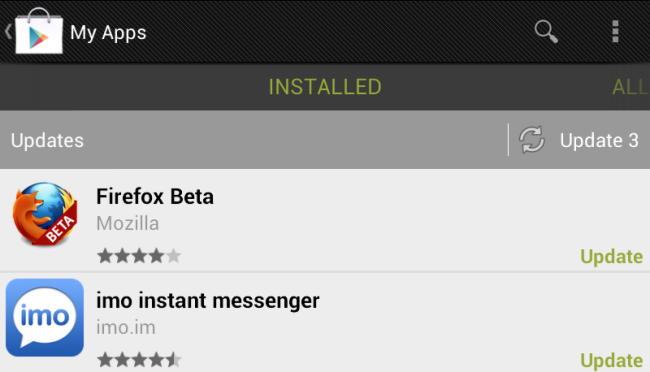 My Apps
INSTALLED ALL
Updates Update 3
BETA
Firefox Beta
Mozilla
Update
imo
imo instant messenger
imo.im
Update